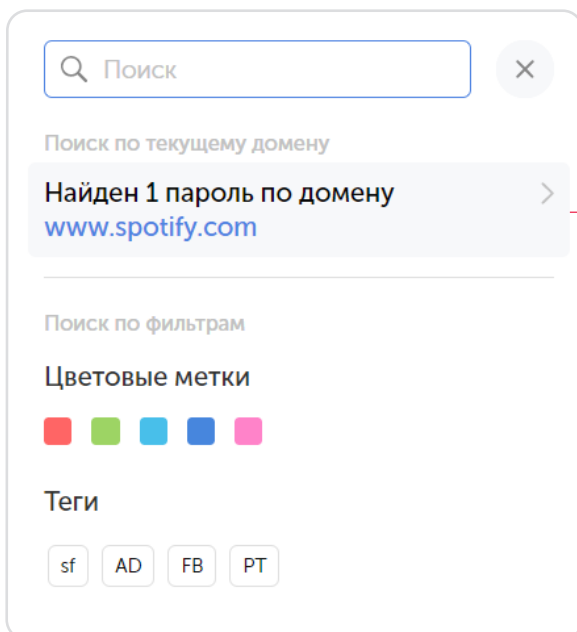 Поиск
Поиск по текущему домену
Найден 1 пароль по домену
www.spotify.com
Поиск по фильтрам
Цветовые метки
Теги
sf AD FB PT